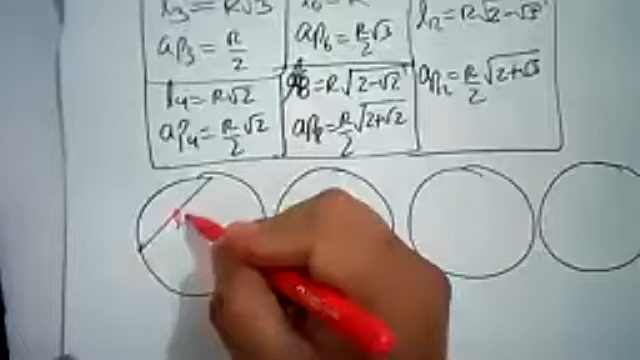 l₃ = R√3
ap₃ = R/2
l₄ = R√2
ap₄ = R/2 √2
l₆ = R
ap₆ = R/2 √3
= R√2-√2
ap₈ = R/2 √2+√2
l₁₂ = R√2-√3
ap₁₂ = R/2 √2+√3